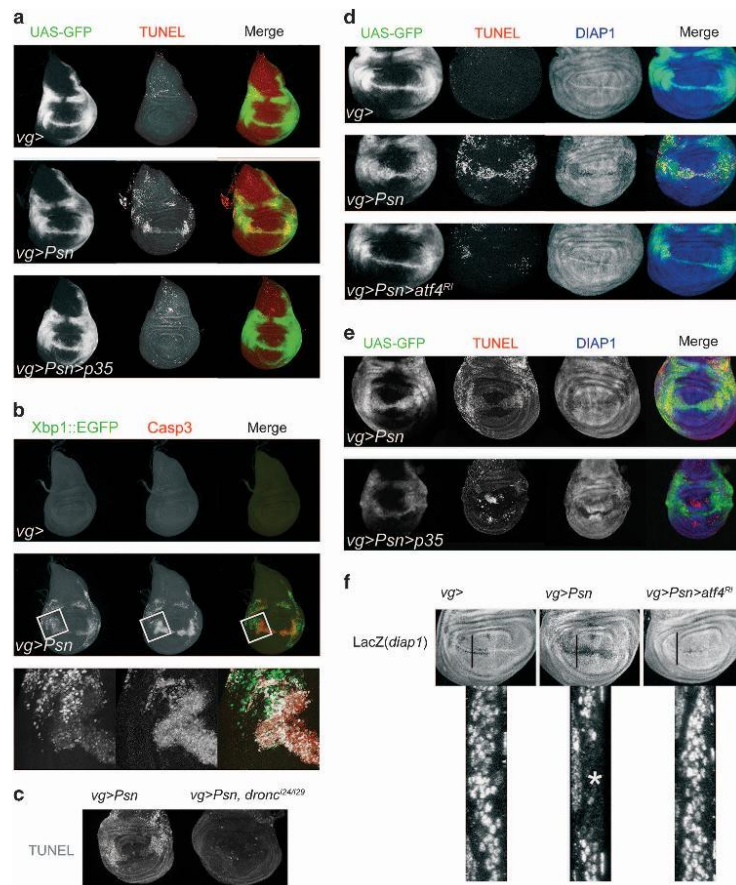 a
UAS-GFP TUNEL Merge
vg>
vg>Psn
vg>Psn>p35
b
Xbp1::EGFP Casp3 Merge
vg>
vg>Psn
c
vg>Psn vg>Psn, dronc^i24/i29
TUNEL
d
UAS-GFP TUNEL DIAP1 Merge
vg>
vg>Psn
vg>Psn>atf4^RI
e
UAS-GFP TUNEL DIAP1 Merge
vg>Psn
vg>Psn>p35
f
vg> vg>Psn vg>Psn>atf4^RI
LacZ(diap1)
*